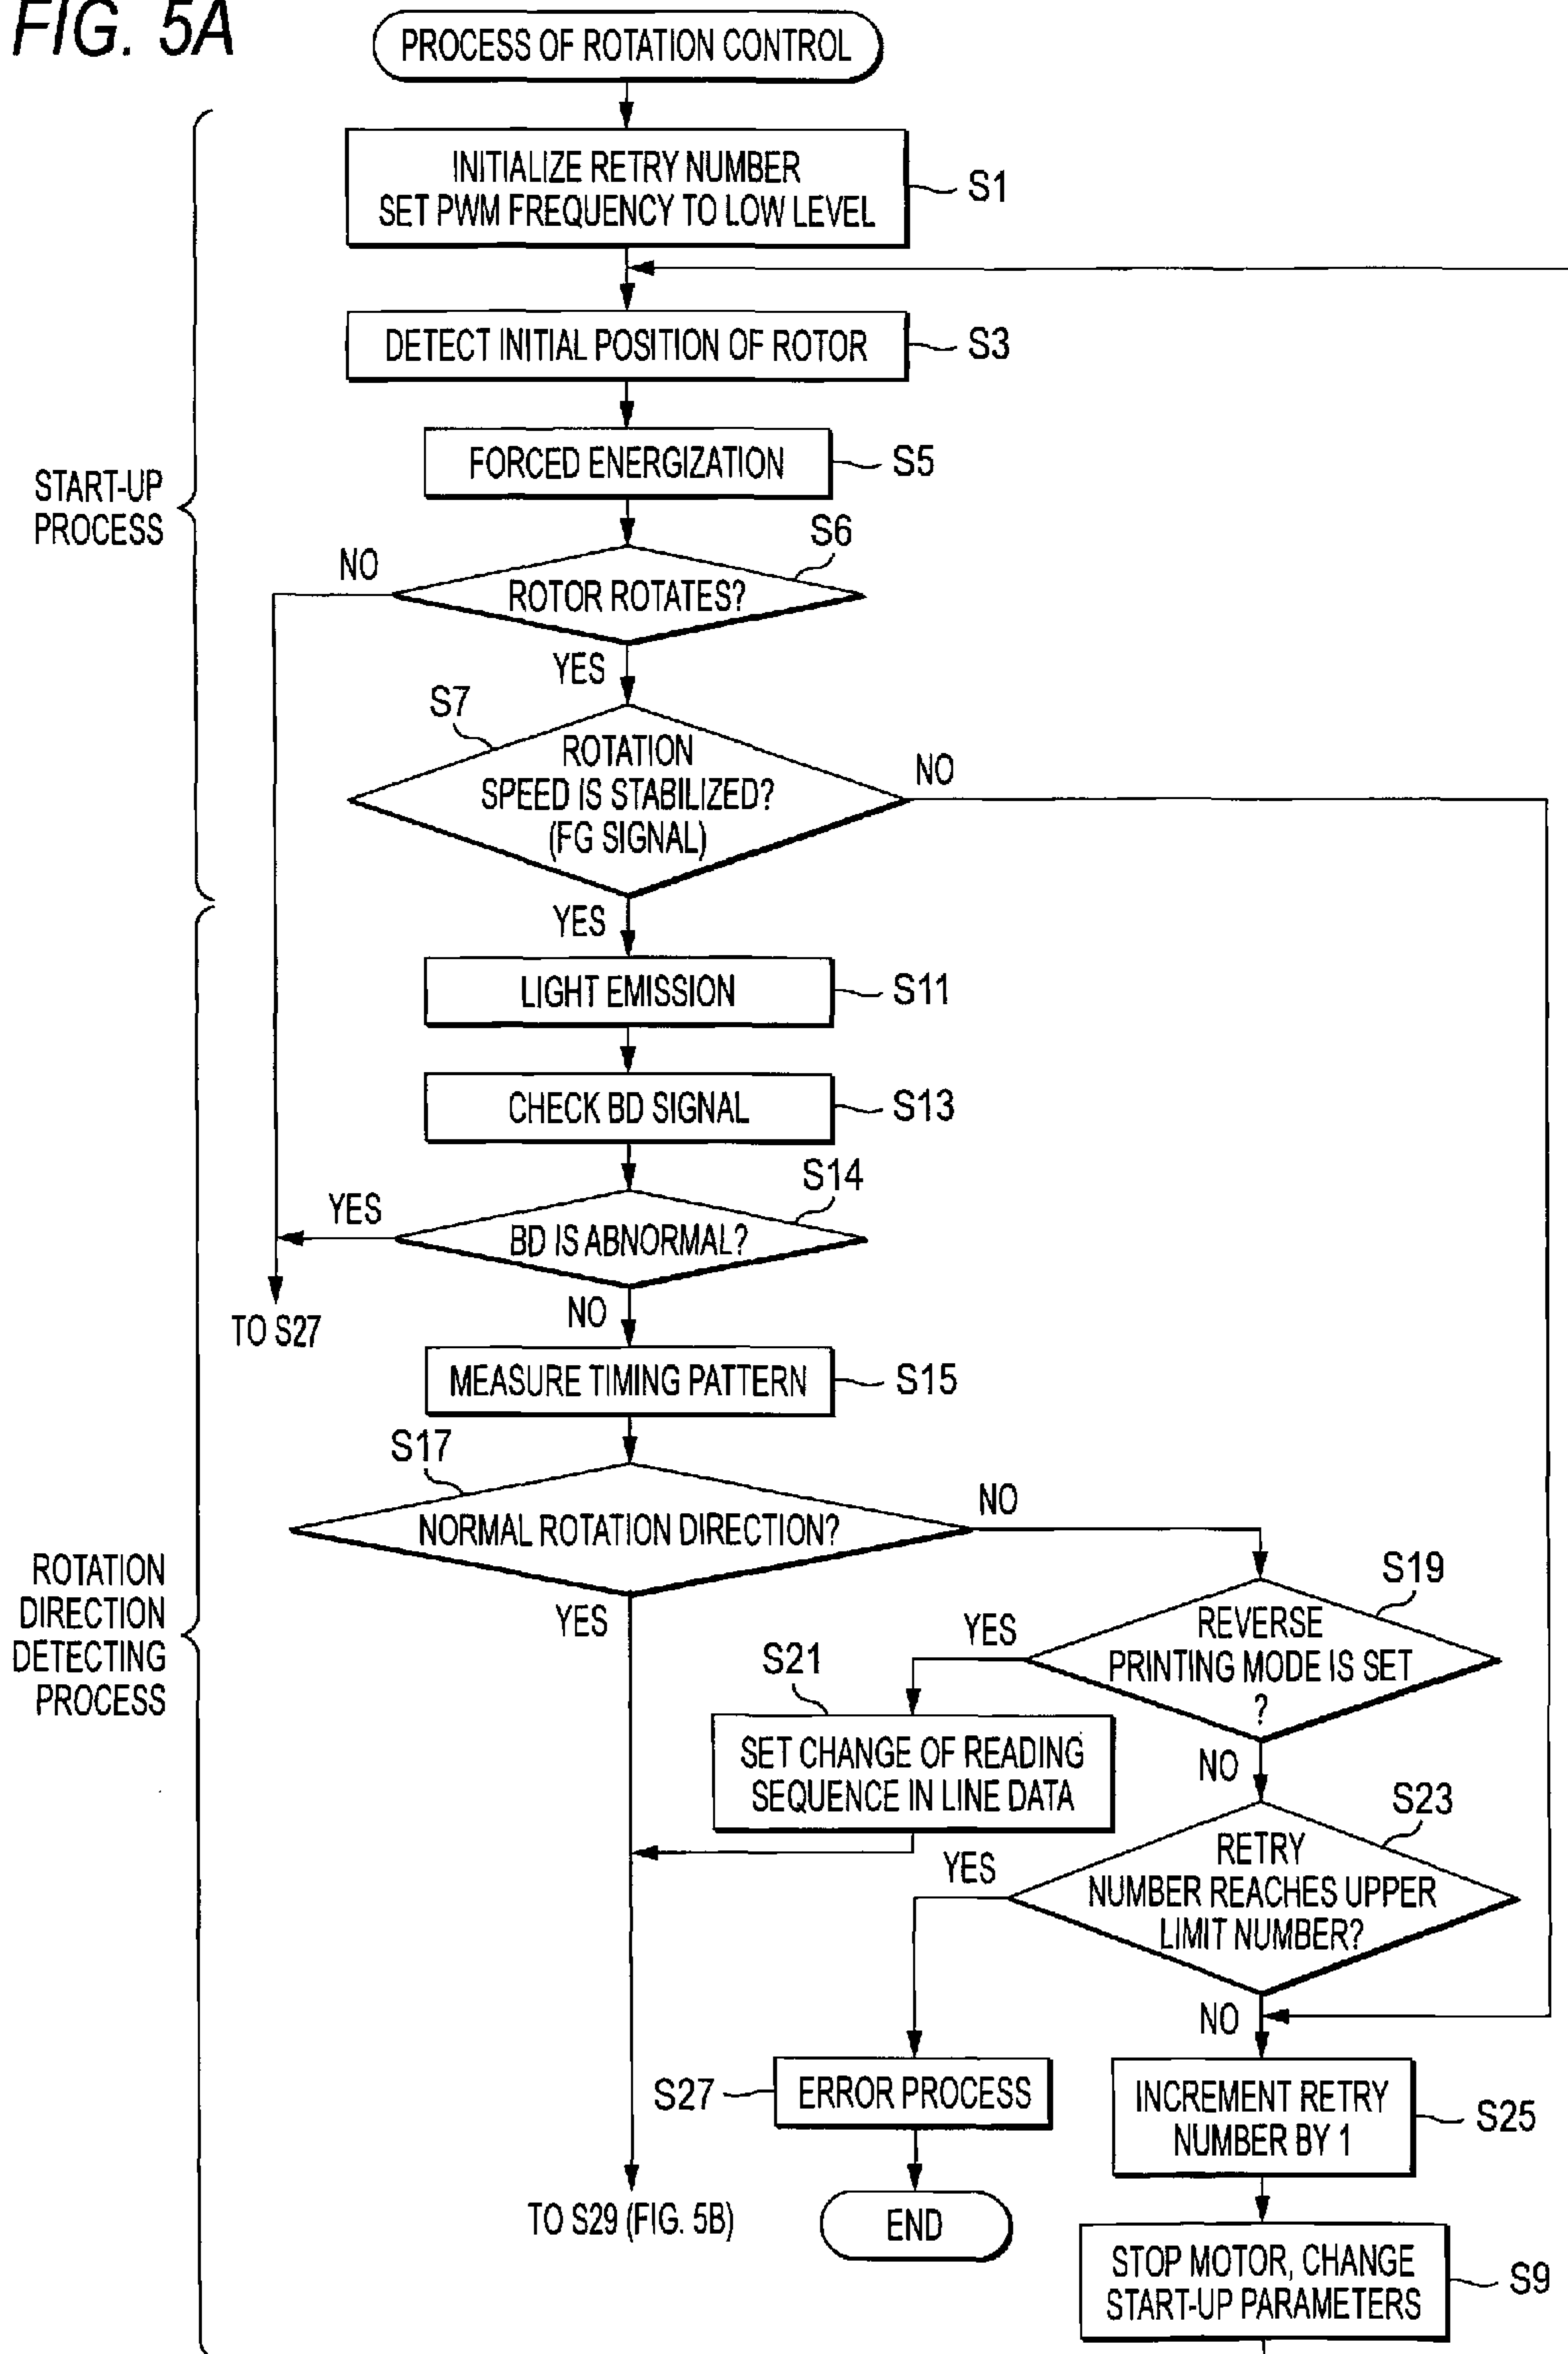 FIG. 5A
PROCESS OF ROTATION CONTROL
INITIALIZE RETRY NUMBER
SET PWM FREQUENCY TO LOW LEVEL
S1
DETECT INITIAL POSITION OF ROTOR
S3
FORCED ENERGIZATION
S5
START-UP
PROCESS
S6
NO
ROTOR ROTATES?
YES
S7
ROTATION
SPEED IS STABILIZED?
(FG SIGNAL)
NO
YES
LIGHT EMISSION
S11
CHECK BD SIGNAL
S13
S14
YES
BD IS ABNORMAL?
NO
TO S27
MEASURE TIMING PATTERN
S15
S17
NORMAL ROTATION DIRECTION?
NO
YES
ROTATION
DIRECTION
DETECTING
PROCESS
S19
REVERSE
PRINTING MODE IS SET
?
YES
NO
S21
SET CHANGE OF READING
SEQUENCE IN LINE DATA
S23
RETRY
NUMBER REACHES UPPER
LIMIT NUMBER?
YES
NO
S27
ERROR PROCESS
INCREMENT RETRY
NUMBER BY 1
S25
TO S29 (FIG. 5B)
END
STOP MOTOR, CHANGE
START-UP PARAMETERS
S9